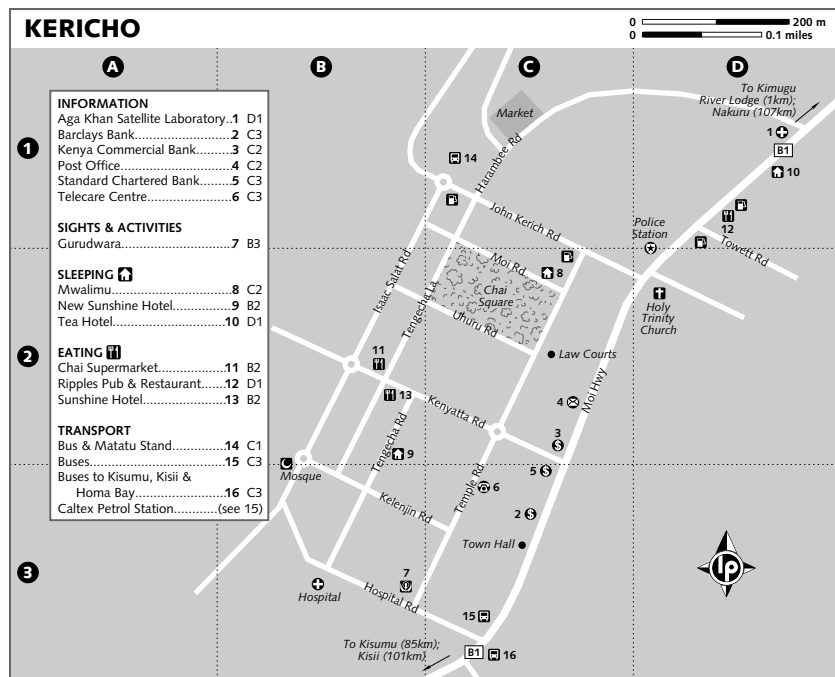 KERICHO
0 200 m
0 0.1 miles
A
B
C
D
1
2
3
INFORMATION
Aga Khan Satellite Laboratory..1 D1
Barclays Bank.....................2 C3
Kenya Commercial Bank......3 C2
Post Office..........................4 C2
Standard Chartered Bank.....5 C3
Telecare Centre...................6 C3
SIGHTS & ACTIVITIES
Gurudwara..........................7 B3
SLEEPING
Mwalimu.............................8 C2
New Sunshine Hotel............9 B2
Tea Hotel..........................10 D1
EATING
Chai Supermarket..............11 B2
Ripples Pub & Restaurant...12 D1
Sunshine Hotel..................13 B2
TRANSPORT
Bus & Matatu Stand..........14 C1
Buses................................15 C3
Buses to Kisumu, Kisii &
Homa Bay.....................16 C3
Caltex Petrol Station............(see 15)
To Kimugu
River Lodge (1km);
Nakuru (107km)
Market
1
B1
14
Harambee Rd
10
John Kerich Rd
12
Police
Station
Towett Rd
Isaac Salat Rd
Moi Rd
8
Chai
Square
Tengecha La
Uhuru Rd
Holy
Trinity
Church
11
Law Courts
13
4
Moi Hwy
Kenyatta Rd
3
Tengecha Rd
9
Mosque
5
Temple Rd
6
Kelenjin Rd
2
Town Hall
7
Hospital
Hospital Rd
15
To Kisumu (85km);
Kisii (101km)
B1
16
lp